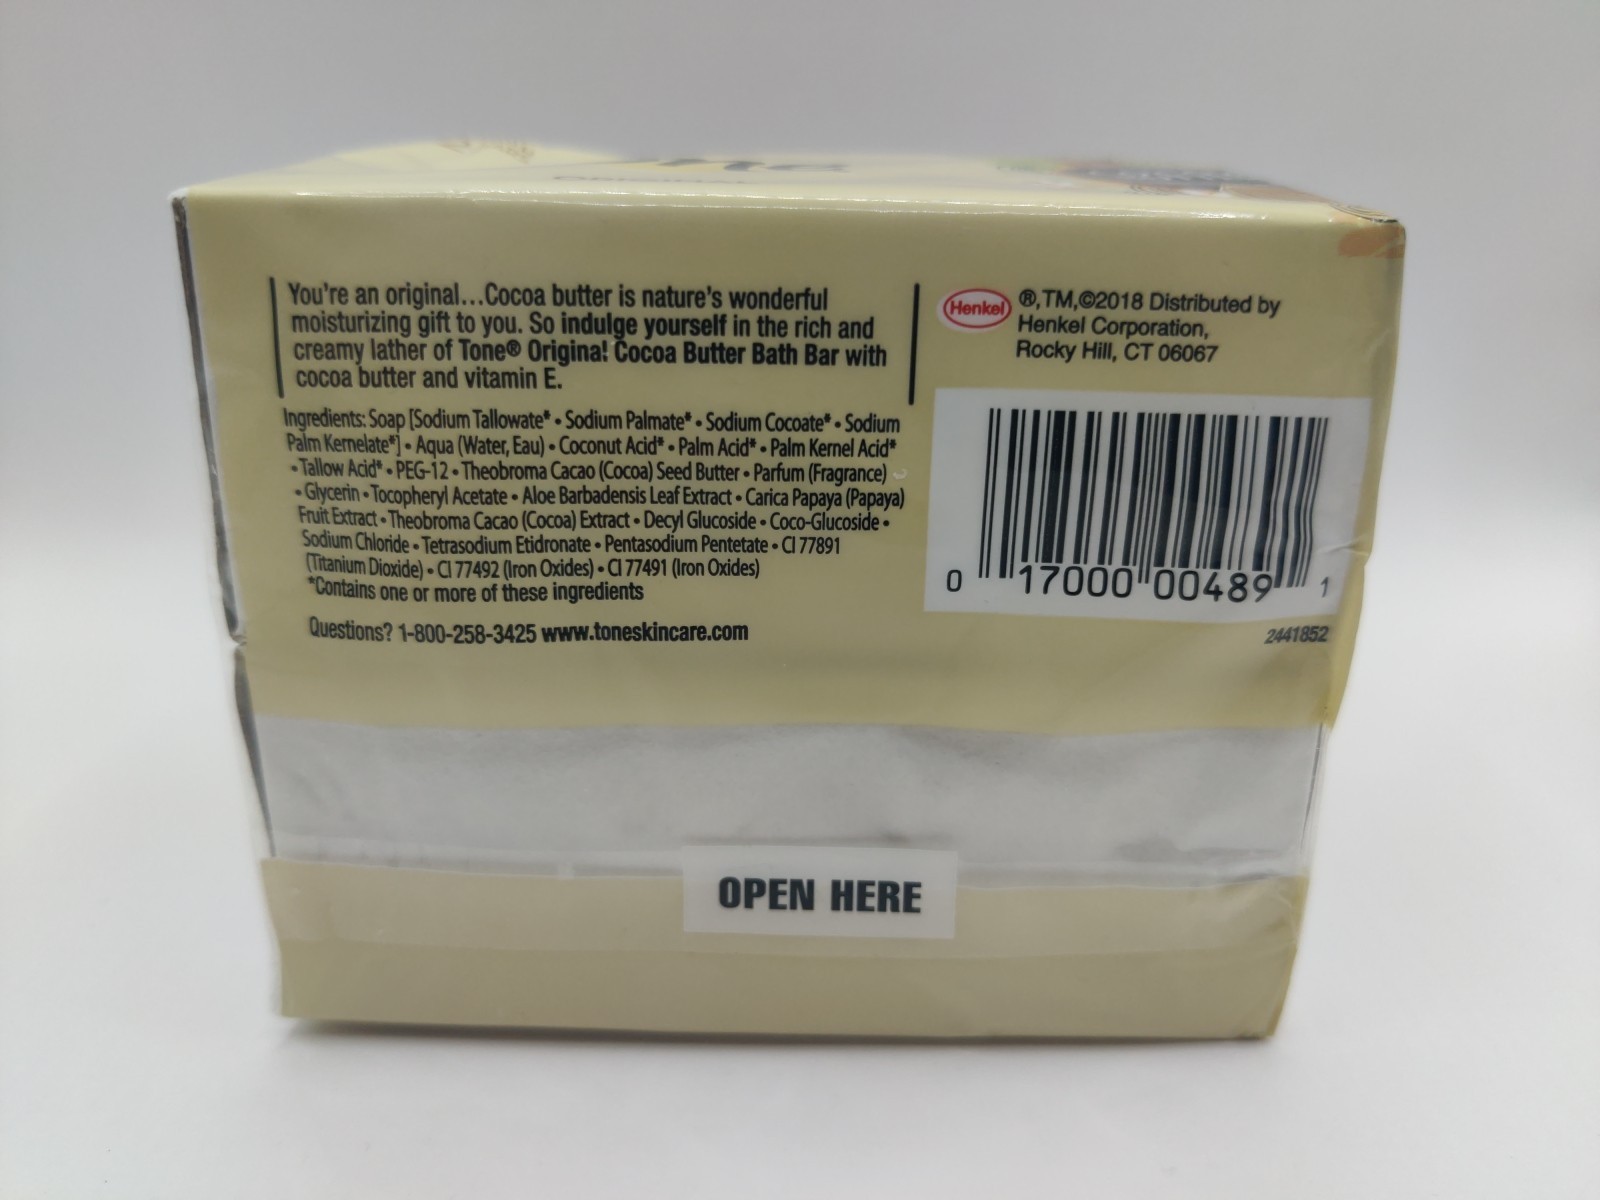 You're an original...Cocoa butter is nature's wonderful
moisturizing gift to you. So indulge yourself in the rich and
creamy lather of Tone® Original Cocoa Butter Bath Bar with
cocoa butter and vitamin E.
Ingredients: Soap [Sodium Tallowate* • Sodium Palmate* • Sodium Cocoate* • Sodium
Palm Kernelate*] • Aqua (Water, Eau) • Coconut Acid* • Palm Acid* • Palm Kernel Acid*
• Tallow Acid* • PEG-12 • Theobroma Cacao (Cocoa) Seed Butter • Parfum (Fragrance)
• Glycerin • Tocopheryl Acetate • Aloe Barbadensis Leaf Extract • Carica Papaya (Papaya)
Fruit Extract • Theobroma Cacao (Cocoa) Extract • Decyl Glucoside • Coco-Glucoside •
Sodium Chloride • Tetrasodium Etidronate • Pentasodium Pentetate • CI 77891
(Titanium Dioxide) • CI 77492 (Iron Oxides) • CI 77491 (Iron Oxides)
*Contains one or more of these ingredients
Questions? 1-800-258-3425 www.toneskincare.com
Henkel
®,TM,©2018 Distributed by
Henkel Corporation,
Rocky Hill, CT 06067
0 17000 00489 1
2441852
OPEN HERE